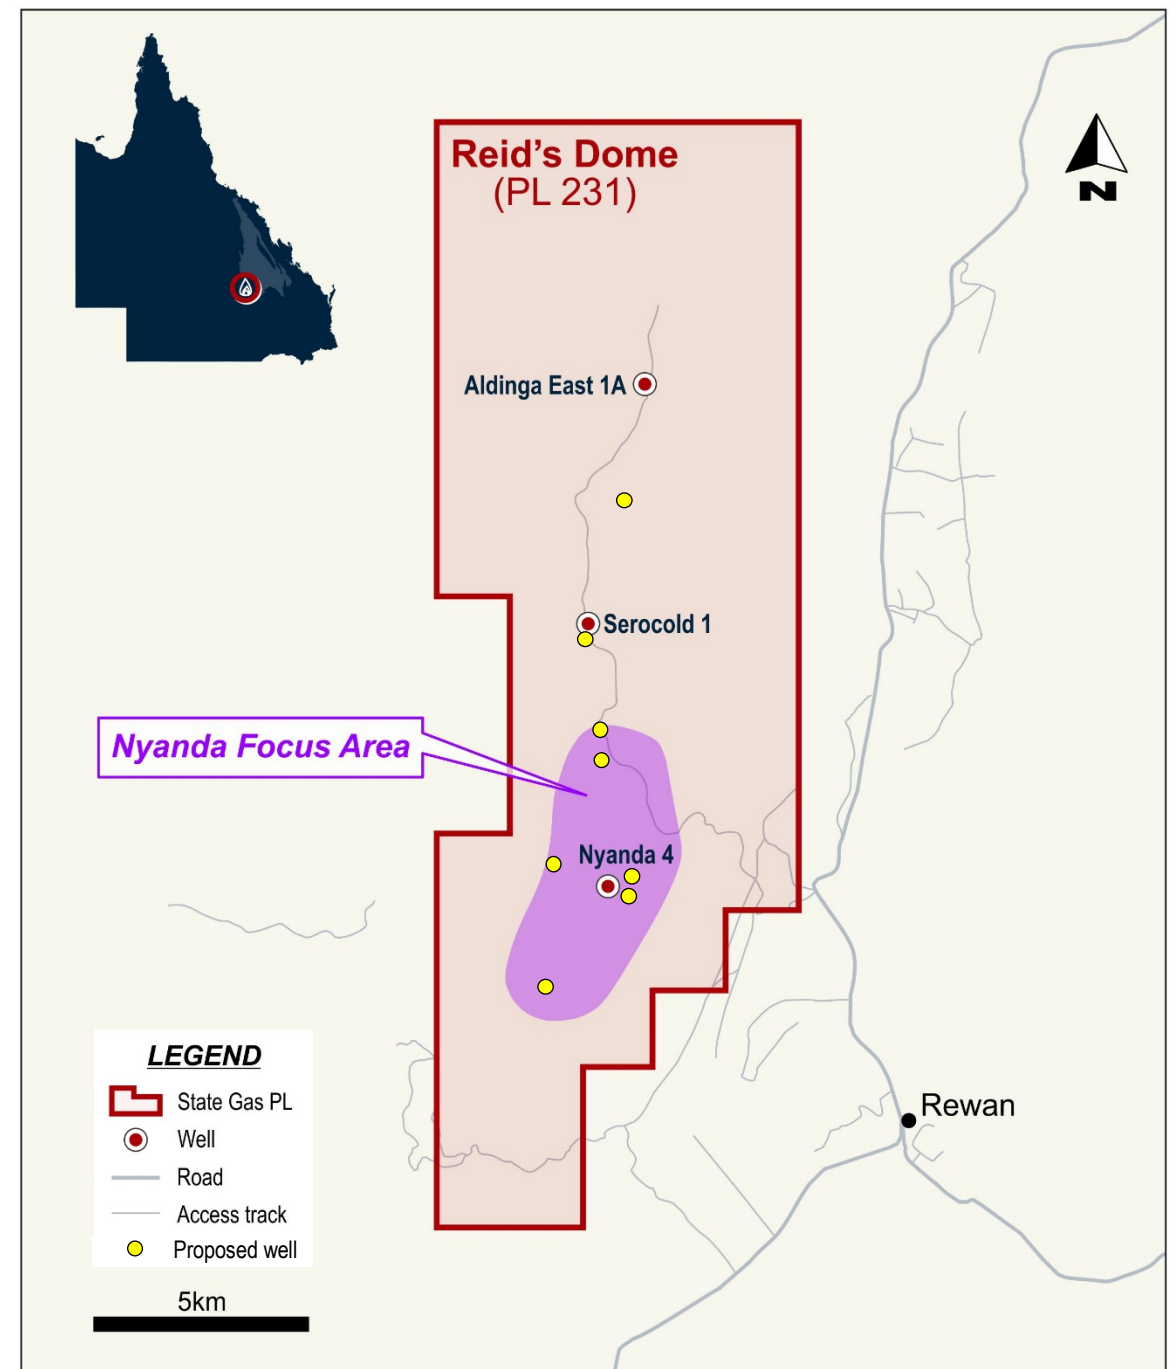 Reid's Dome
(PL 231)
N
Aldinga East 1A
Serocold 1
Nyanda Focus Area
Nyanda 4
Rewan
LEGEND
State Gas PL
Well
Road
Access track
Proposed well
5km